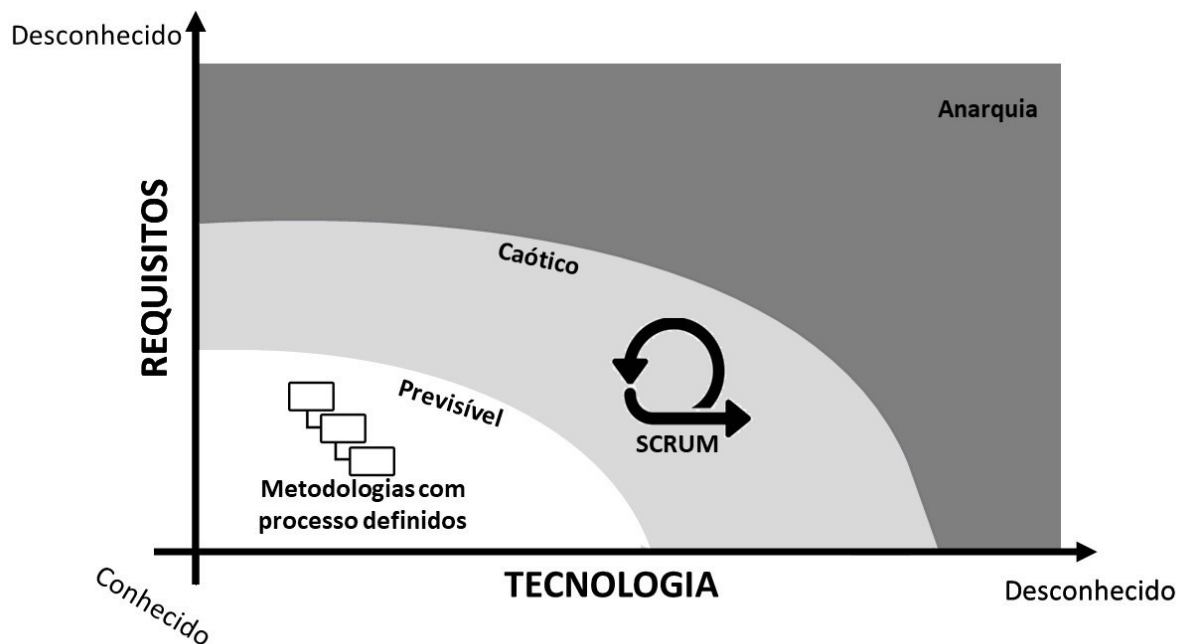 Desconhecido
Anarquia
REQUISITOS
Caótico
Previsível
SCRUM
Metodologias com
processo definidos
Conhecido
TECNOLOGIA
Desconhecido